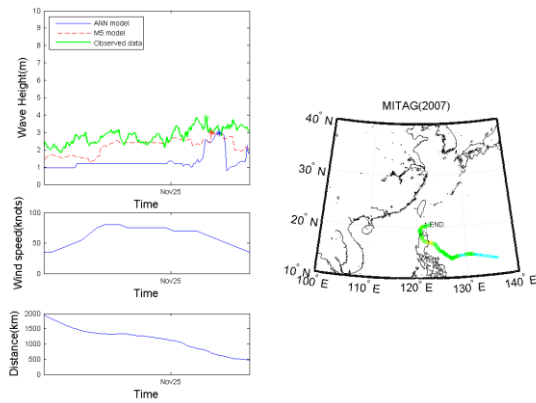 10
9
8
7
6
5
4
3
2
1
0
Wave Height(m)
ANN model
M5 model
Observed data
Nov25
Time
100
50
0
Wind speed(knots)
Nov25
Time
2000
1500
1000
500
0
Distance(km)
Nov25
Time
MITAG(2007)
40° N
30° N
20° N
10° N
END
110° E
120° E
130° E
140° E